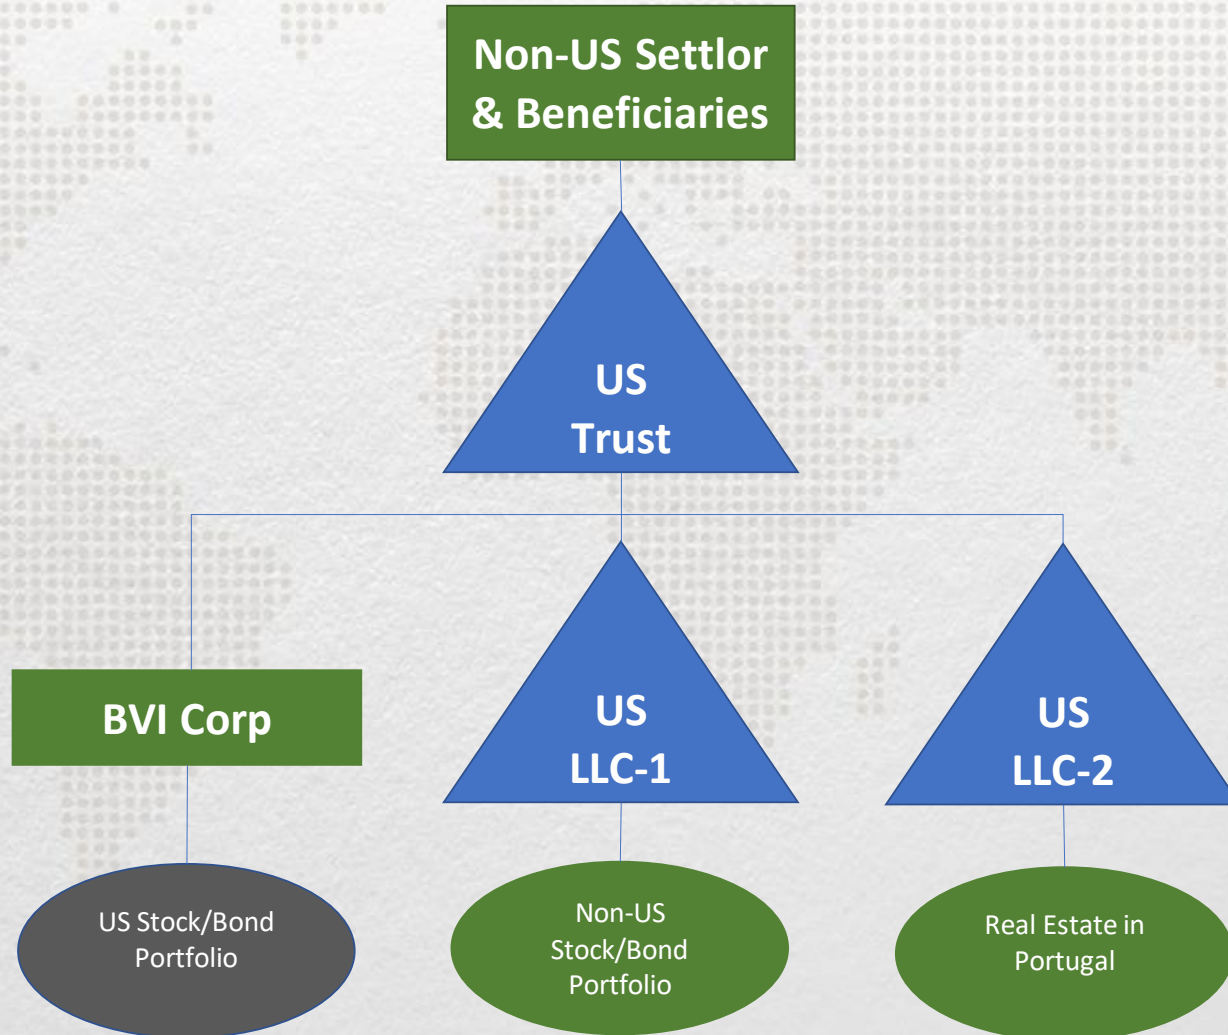 Non-US Settlor
& Beneficiaries
US
Trust
BVI Corp
US
LLC-1
US
LLC-2
US Stock/Bond
Portfolio
Non-US
Stock/Bond
Portfolio
Real Estate in
Portugal